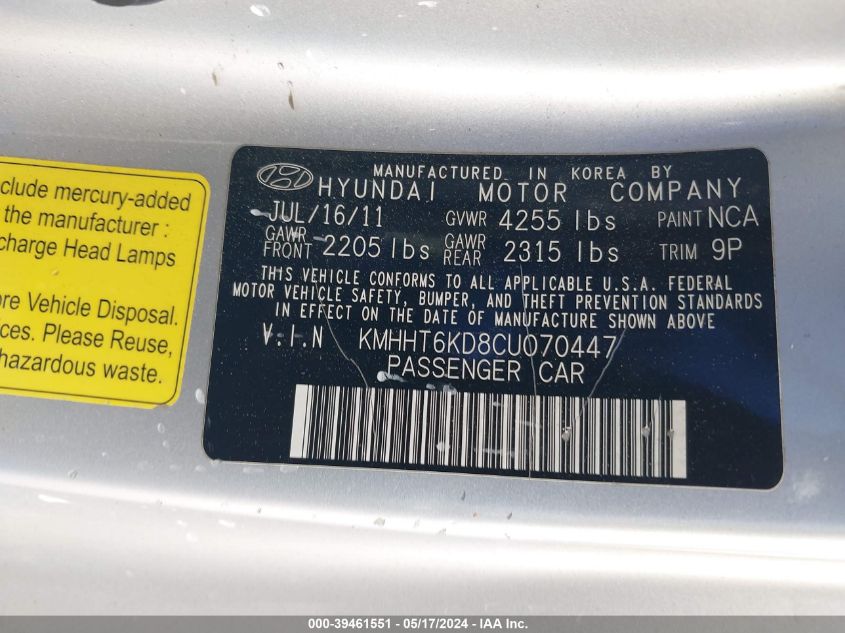 clude mercury-added
the manufacturer :
charge Head Lamps
ore Vehicle Disposal.
ices. Please Reuse,
hazardous waste.
MANUFACTURED IN KOREA BY
HYUNDAI MOTOR COMPANY
JUL/16/11 GVWR 4255 lbs PAINT NCA
GAWR FRONT 2205 lbs GAWR REAR 2315 lbs TRIM 9P
THIS VEHICLE CONFORMS TO ALL APPLICABLE U.S.A. FEDERAL
MOTOR VEHICLE SAFETY, BUMPER, AND THEFT PREVENTION STANDARDS
IN EFFECT ON THE DATE OF MANUFACTURE SHOWN ABOVE
V.I.N KMHHT6KD8CU070447
PASSENGER CAR
000-39461551 - 05/17/2024 - IAA Inc.